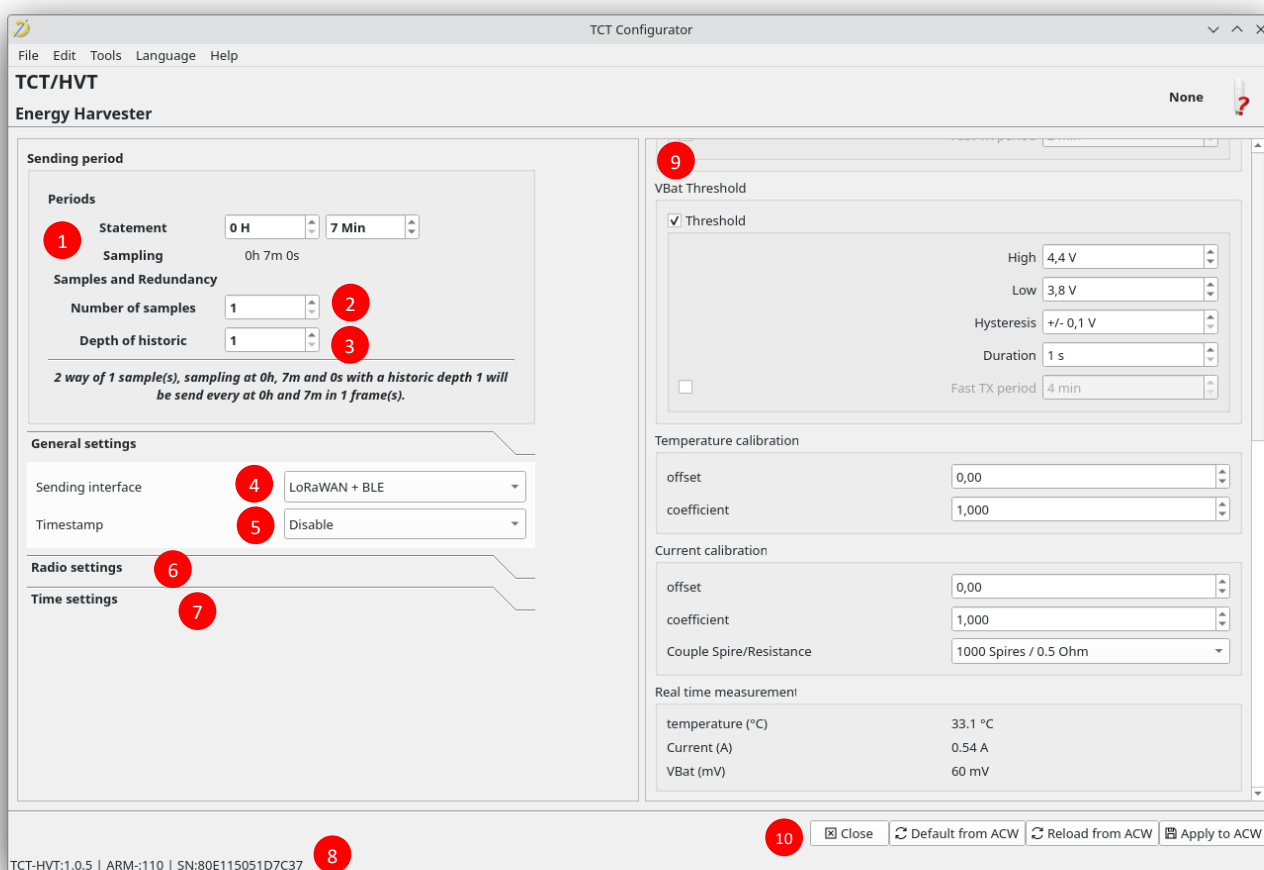 TCT Configurator
File Edit Tools Language Help
TCT/HVT
Energy Harvester
None
?
Sending period
Periods
1
Statement 0 H 7 Min
Sampling 0h 7m 0s
Samples and Redundancy
Number of samples 1 2
Depth of historic 1 3
2 way of 1 sample(s), sampling at 0h, 7m and 0s with a historic depth 1 will
be send every at 0h and 7m in 1 frame(s).
General settings
Sending interface 4 LoRaWAN + BLE
Timestamp 5 Disable
Radio settings 6
Time settings 7
9
VBat Threshold
Threshold
High 4,4 V
Low 3,8 V
Hysteresis +/- 0,1 V
Duration 1 s
Fast TX period 4 min
Temperature calibration
offset 0,00
coefficient 1,000
Current calibration
offset 0,00
coefficient 1,000
Couple Spire/Resistance 1000 Spires / 0.5 Ohm
Real time measurement
temperature (°C) 33.1 °C
Current (A) 0.54 A
VBat (mV) 60 mV
10 Close Default from ACW Reload from ACW Apply to ACW
TCT-HVT:1.0.5 | ARM-:110 | SN:80E115051D7C37 8